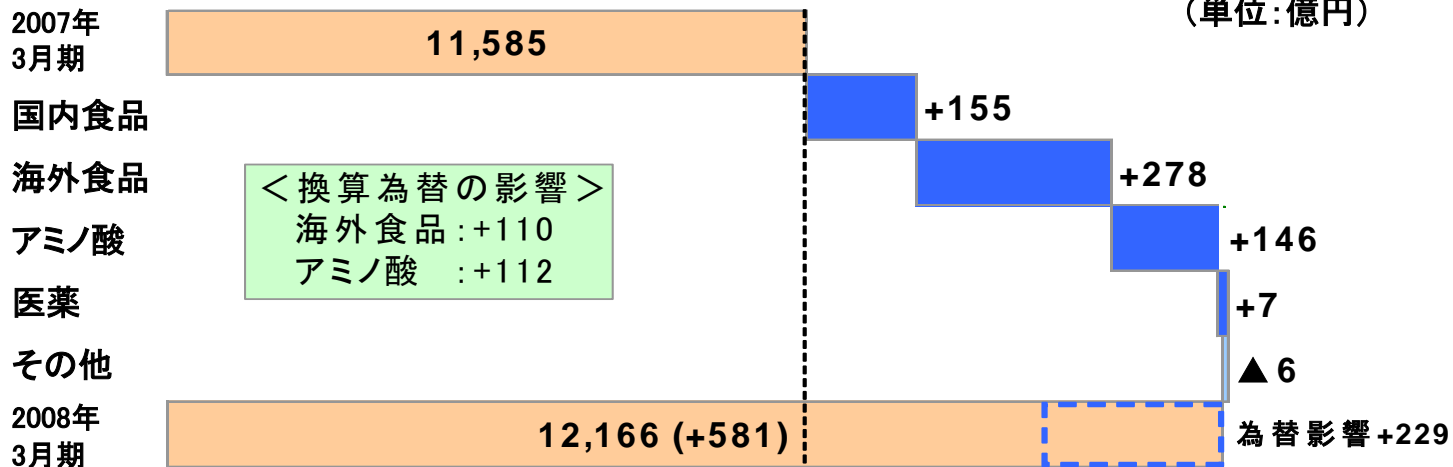 （単位：億円）
2007年
3月期
11,585
国内食品
+155
海外食品
+278
アミノ酸
+146
＜換算為替の影響＞
海外食品：+110
アミノ酸　：+112
医薬
+7
その他
▲ 6
2008年
3月期
12,166 (+581)
為替影響+229